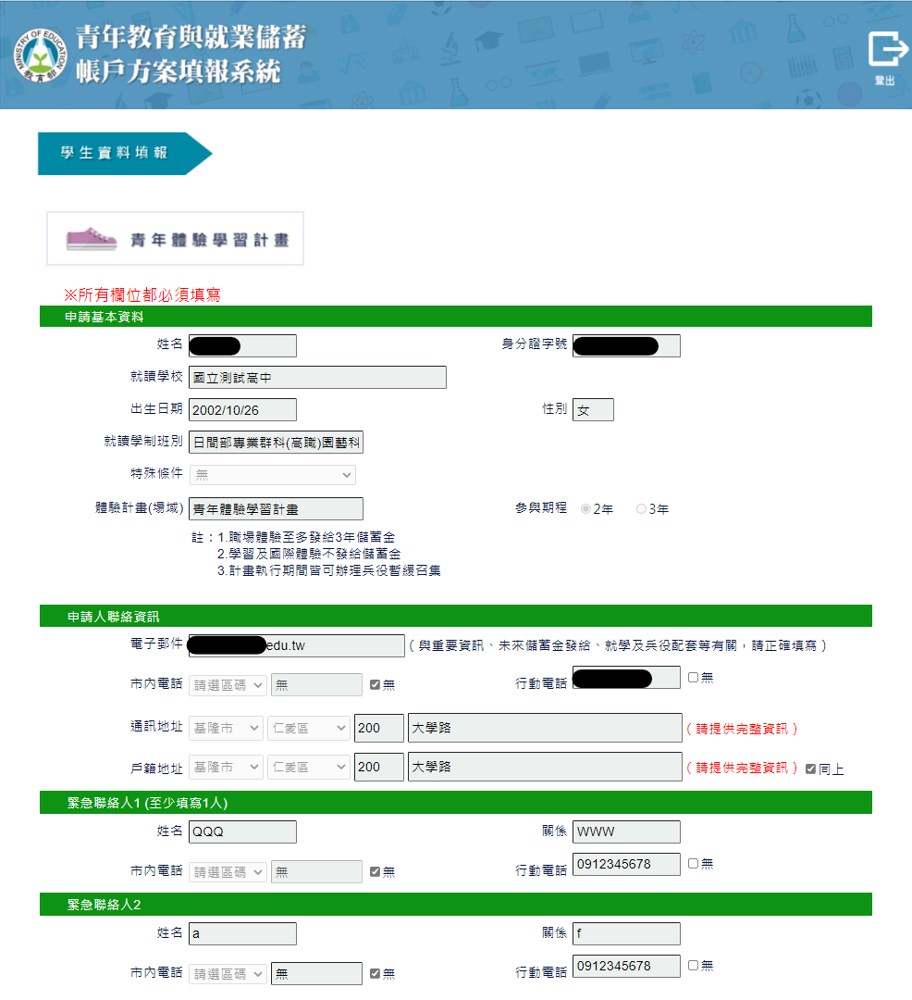 MINISTRY OF EDUCATION
教育部
青年教育與就業儲蓄
帳戶方案填報系統
登出
學生資料填報
青年體驗學習計畫
※所有欄位都必須填寫
申請基本資料
姓名 身分證字號
就讀學校 國立測試高中
出生日期 2002/10/26 性別 女
就讀學制班別 日間部專業群科(高職)園藝科
特殊條件 無
體驗計畫(場域) 青年體驗學習計畫 參與期程 2年 3年
註：1.職場體驗至多發給3年儲蓄金
2.學習及國際體驗不發給儲蓄金
3.計畫執行期間皆可辦理兵役暫緩召集
申請人聯絡資訊
電子郵件 edu.tw (與重要資訊、未來儲蓄金發給、就學及兵役配套等有關，請正確填寫)
市內電話 請選區碼 無 無 行動電話 無
通訊地址 基隆市 仁愛區 200 大學路 (請提供完整資訊)
戶籍地址 基隆市 仁愛區 200 大學路 (請提供完整資訊) 同上
緊急聯絡人1 (至少填寫1人)
姓名 QQQ 關係 WWW
市內電話 請選區碼 無 無 行動電話 0912345678 無
緊急聯絡人2
姓名 a 關係 f
市內電話 請選區碼 無 無 行動電話 0912345678 無